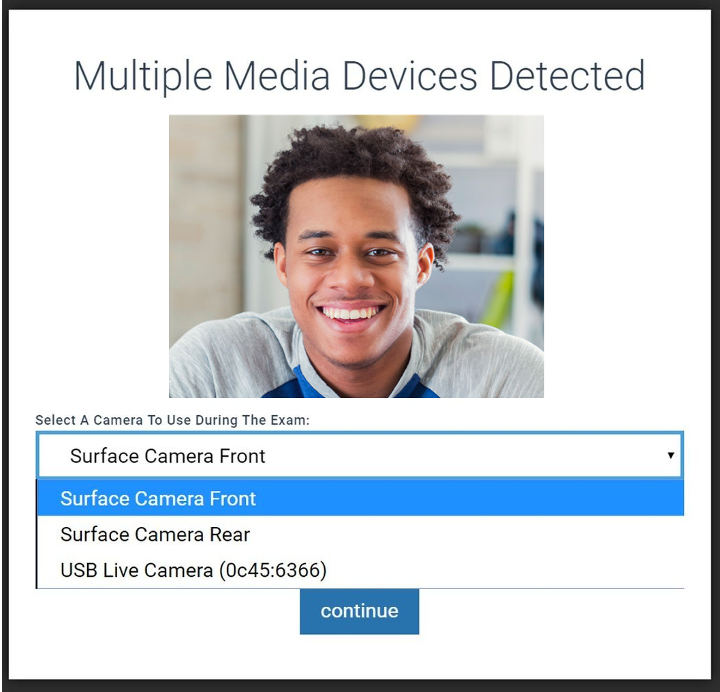 Multiple Media Devices Detected
Select A Camera To Use During The Exam:
Surface Camera Front
Surface Camera Front
Surface Camera Rear
USB Live Camera (0c45:6366)
continue